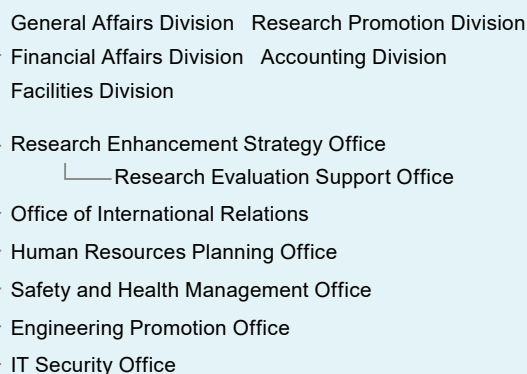 General Affairs Division Research Promotion Division
Financial Affairs Division Accounting Division
Facilities Division
Research Enhancement Strategy Office
Research Evaluation Support Office
Office of International Relations
Human Resources Planning Office
Safety and Health Management Office
Engineering Promotion Office
IT Security Office